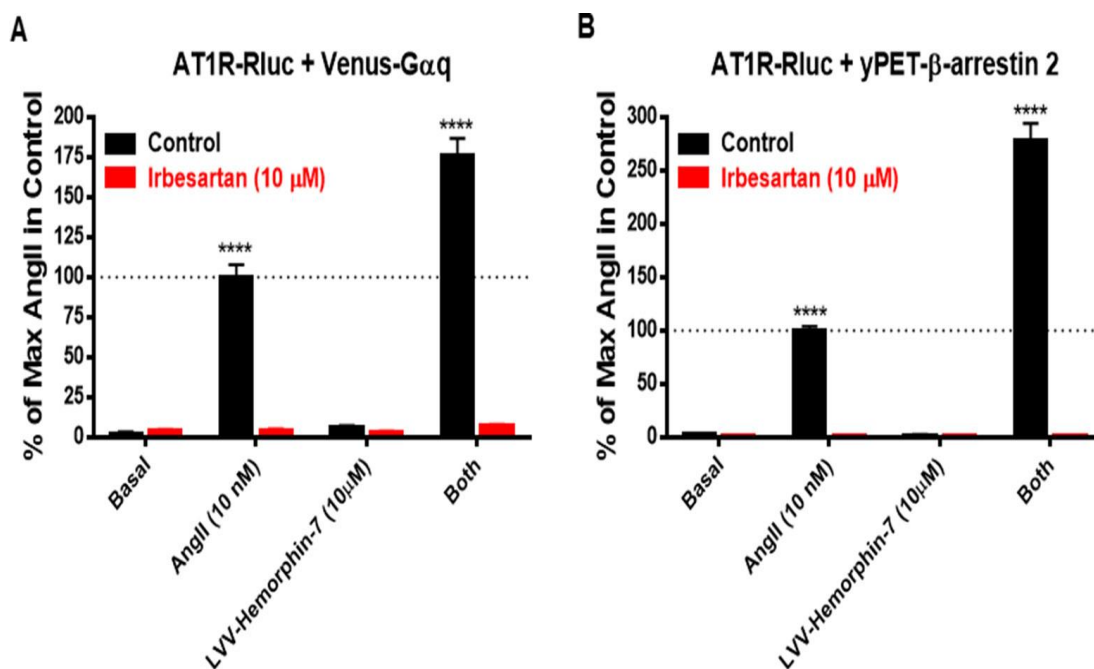 A
AT1R-Rluc + Venus-Gαq
% of Max AngII in Control
200
175
150
125
100
75
50
25
0
Control
Irbesartan (10 μM)
****
****
Basal
AngII (10 nM)
LVV-Hemorphin-7 (10μM)
Both
B
AT1R-Rluc + yPET-β-arrestin 2
% of Max AngII in Control
300
250
200
150
100
50
0
Control
Irbesartan (10 μM)
****
****
Basal
AngII (10 nM)
LVV-Hemorphin-7 (10μM)
Both